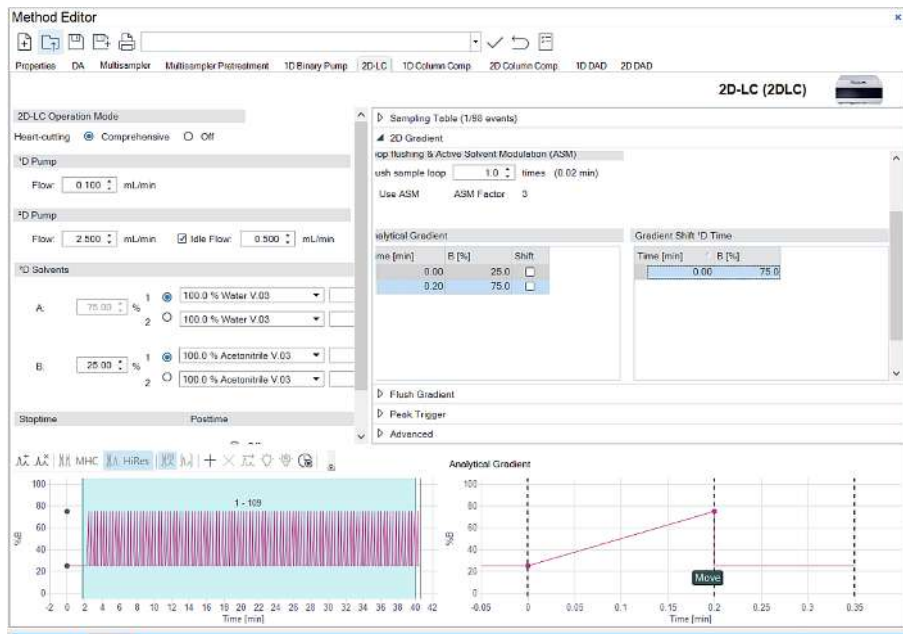 Method Editor
Properties DA Multisampler Multisampler Pretreatment 1D Binary Pump 2D-LC 1D Column Comp. 2D Column Comp. 1D DAD 2D DAD
2D-LC (2DLC)
2D-LC Operation Mode
Heart-cutting Comprehensive Off
¹D Pump
Flow: 0.100 mL/min
²D Pump
Flow: 2.500 mL/min Idle Flow: 0.500 mL/min
²D Solvents
A: 75.00 % 1 100.0 % Water V.03
2 100.0 % Water V.03
B: 25.00 % 1 100.0 % Acetonitrile V.03
2 100.0 % Acetonitrile V.03
Stoptime Posttime
Sampling Table (1/98 events)
2D Gradient
oop flushing & Active Solvent Modulation (ASM)
ush sample loop 1.0 times (0.02 min)
Use ASM ASM Factor 3
alytical Gradient
me [min] B [%] Shift
0.00 25.0
0.20 75.0
Gradient Shift ¹D Time
Time [min] B [%]
0.00 75.0
Flush Gradient
Peak Trigger
Advanced
MHC HiRes
100
80
60
40
20
0
%B
1 - 109
-2 0 2 4 6 8 10 12 14 16 18 20 22 24 26 28 30 32 34 36 38 40 42
Time [min]
Analytical Gradient
100
80
60
40
20
0
%B
Move
-0.05 0 0.05 0.1 0.15 0.2 0.25 0.3 0.35
Time [min]